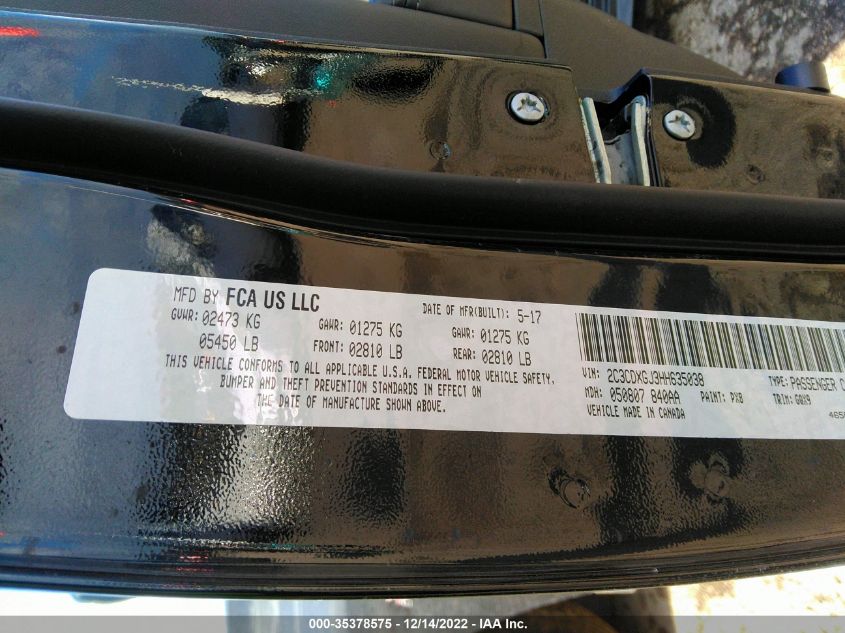 MFD BY FCA US LLC
DATE OF MFR(BUILT): 5-17
GVWR: 02473 KG GAWR: 01275 KG GAWR: 01275 KG
05450 LB FRONT: 02810 LB REAR: 02810 LB
THIS VEHICLE CONFORMS TO ALL APPLICABLE U.S.A. FEDERAL MOTOR VEHICLE SAFETY,
BUMPER AND THEFT PREVENTION STANDARDS IN EFFECT ON
THE DATE OF MANUFACTURE SHOWN ABOVE.
VIN: 2C3CDXGJ3HH635038 TYPE: PASSENGER C
MDH: 050807 840AA PAINT: PX8 TRIM: GQX9
VEHICLE MADE IN CANADA
000-35378575 - 12/14/2022 - IAA Inc.